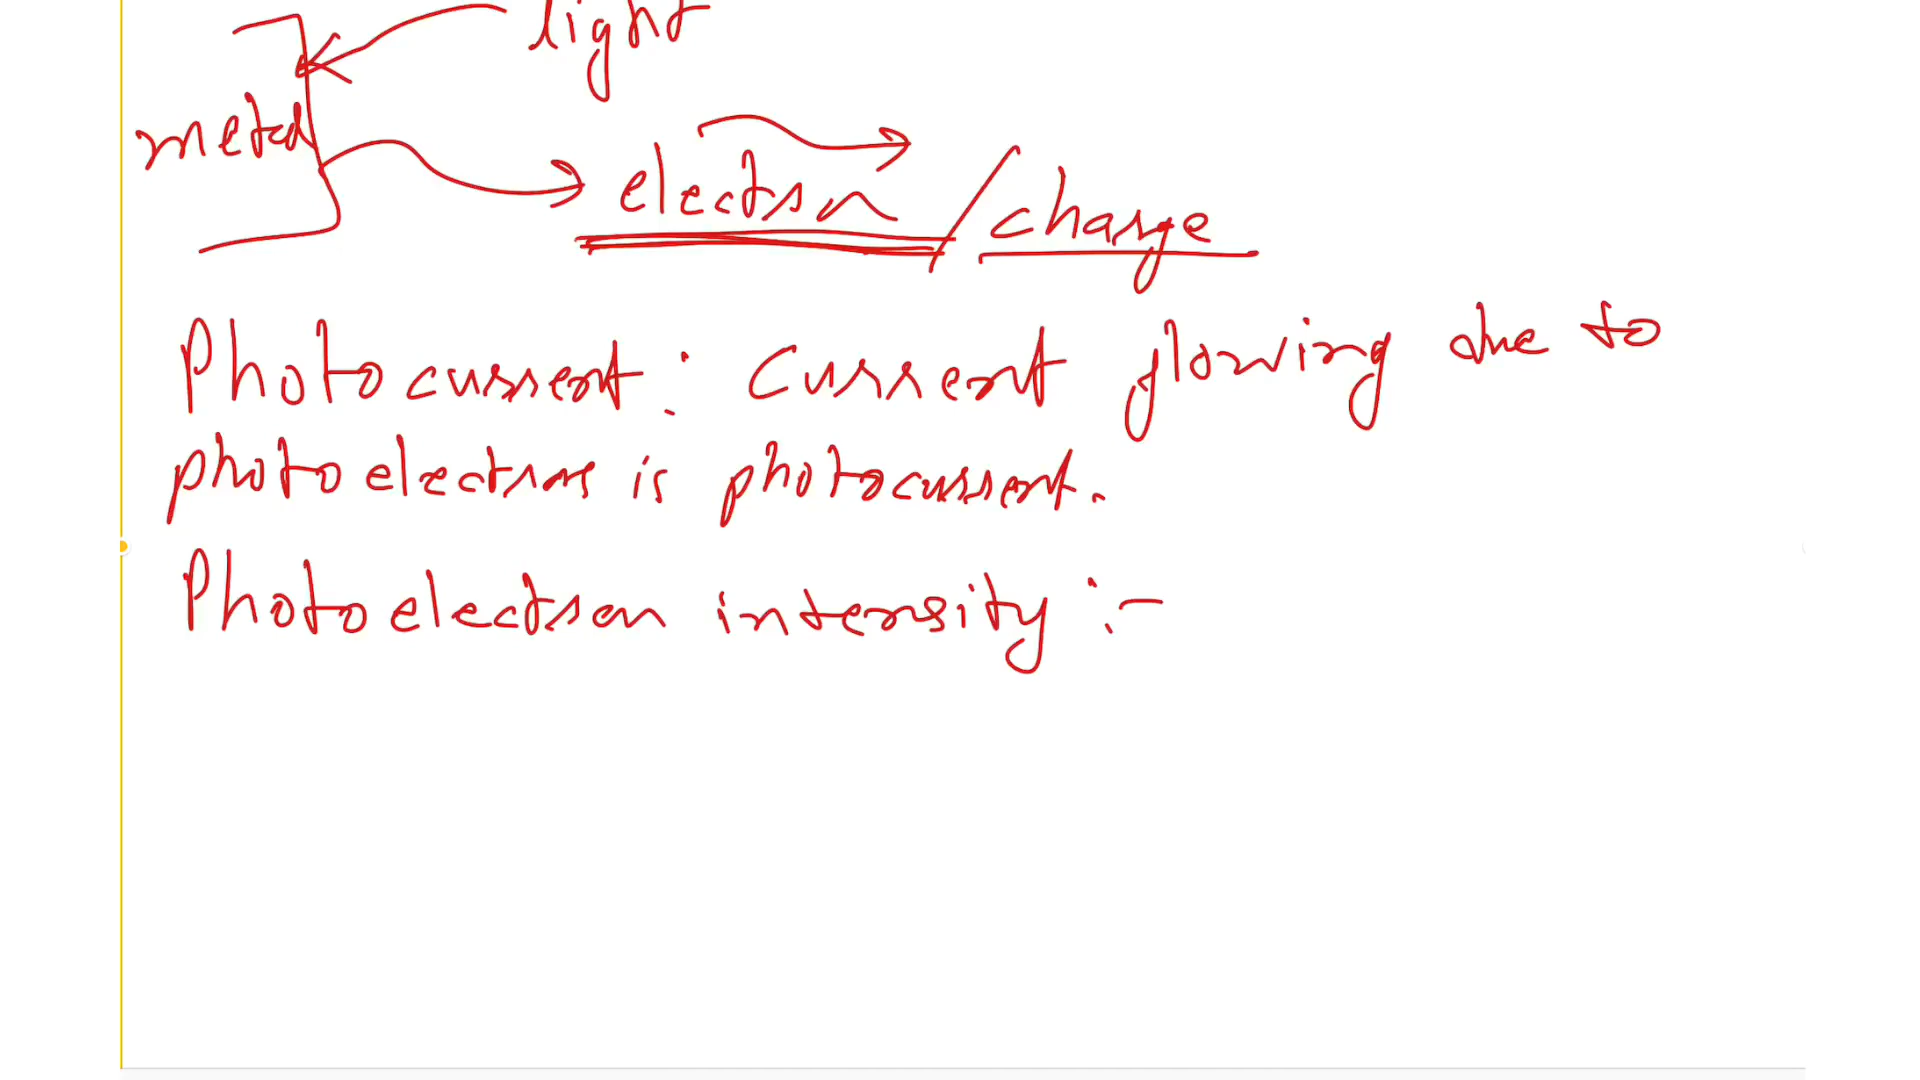 light
metal
electron / charge
Photocurrent : Current flowing due to
photoelectrons is photocurrent.
Photoelectron intensity :-